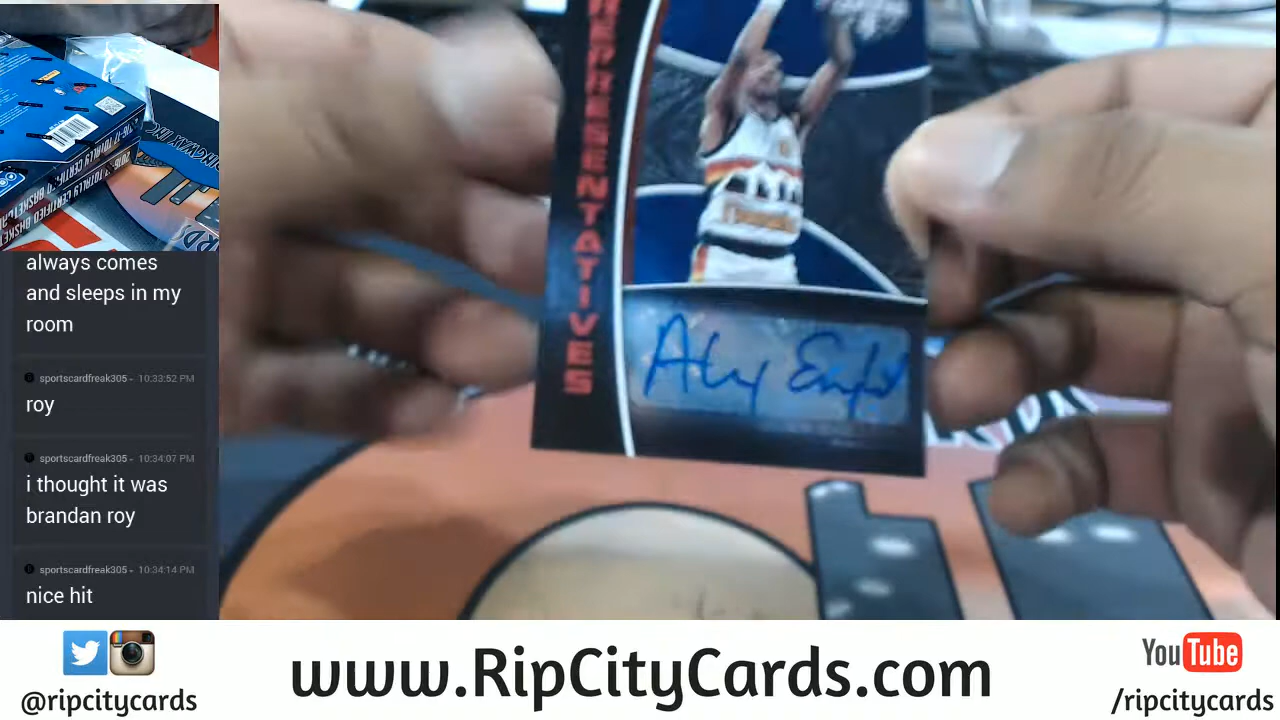 always comes
and sleeps in my
room
sportscardfreak305 - 10:33:52 PM
roy
sportscardfreak305 - 10:34:07 PM
i thought it was
brandan roy
sportscardfreak305 - 10:34:14 PM
nice hit
REPRESENTATIVES
www.RipCityCards.com
@ripcitycards
YouTube
/ripcitycards